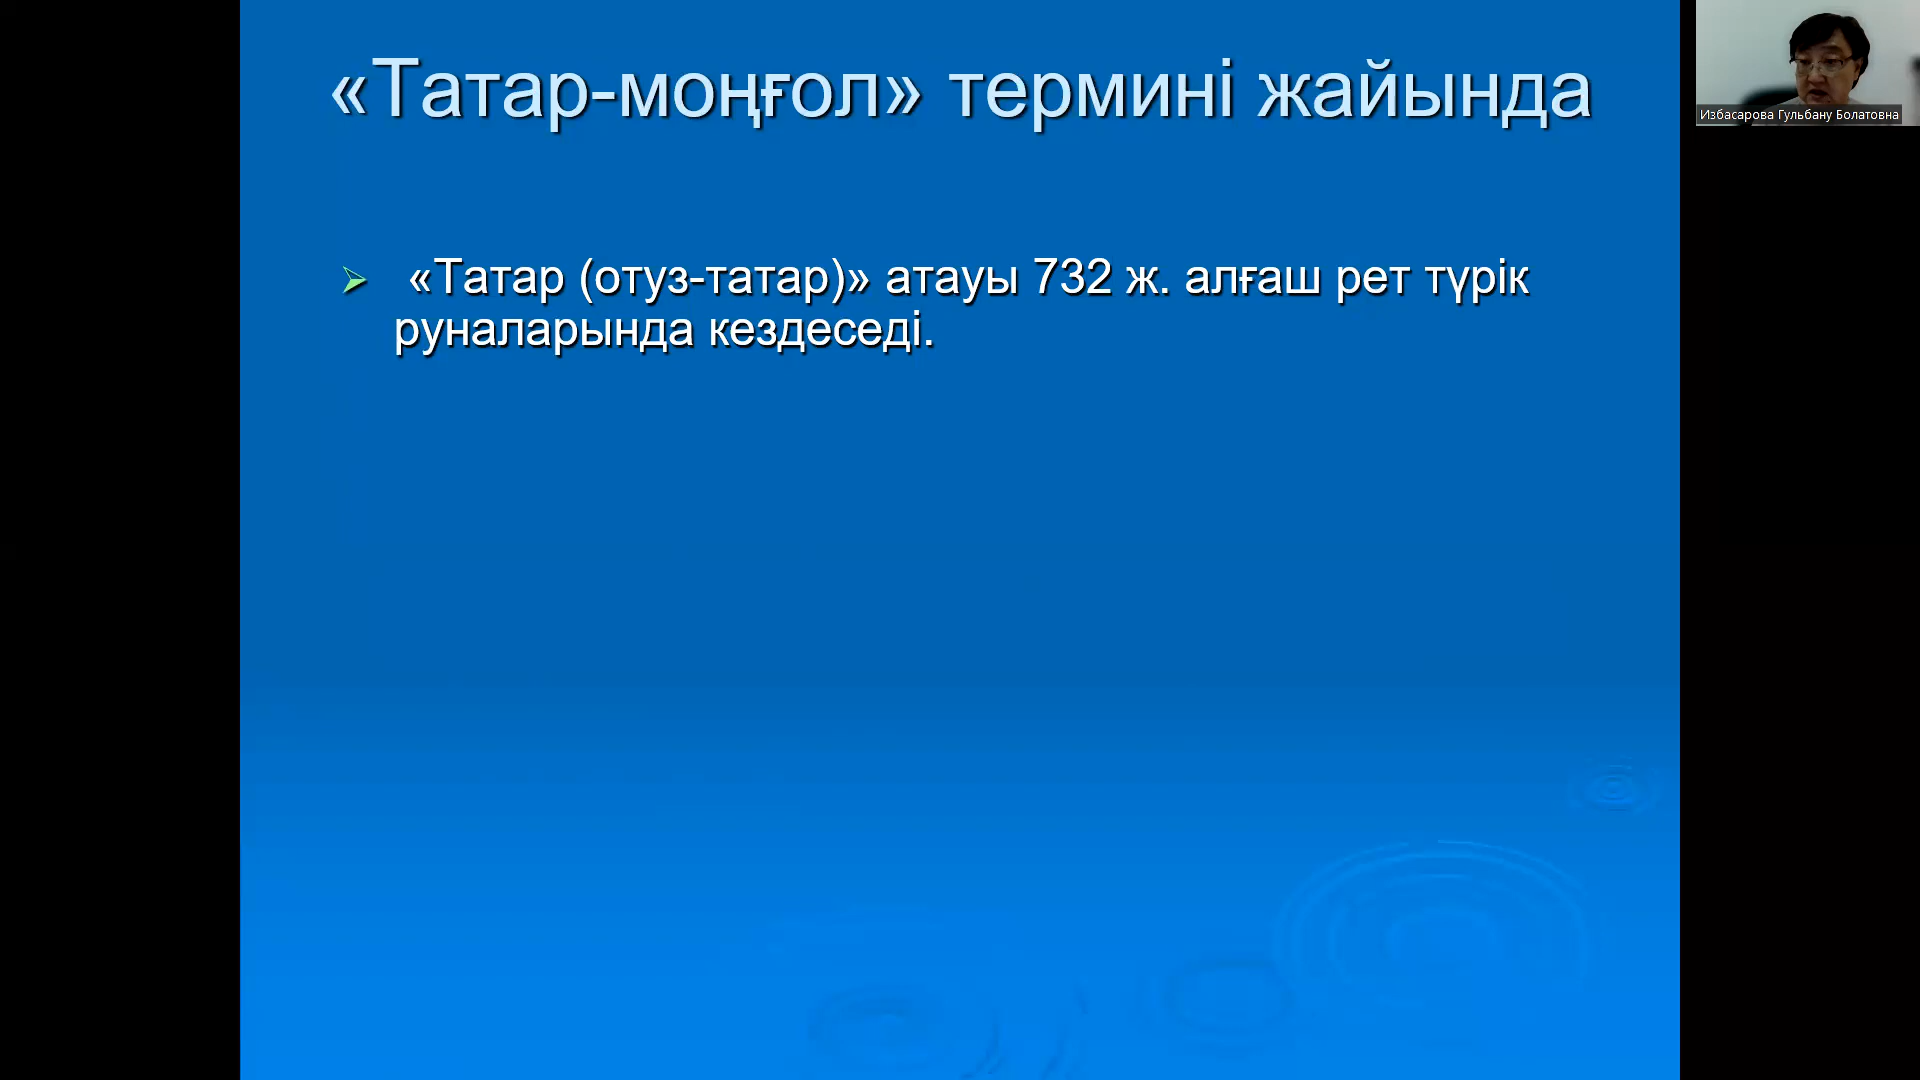 «Татар-моңғол» термині жайында
Избасарова Гульбану Болатовна
«Татар (отуз-татар)» атауы 732 ж. алғаш рет түрік
руналарында кездеседі.